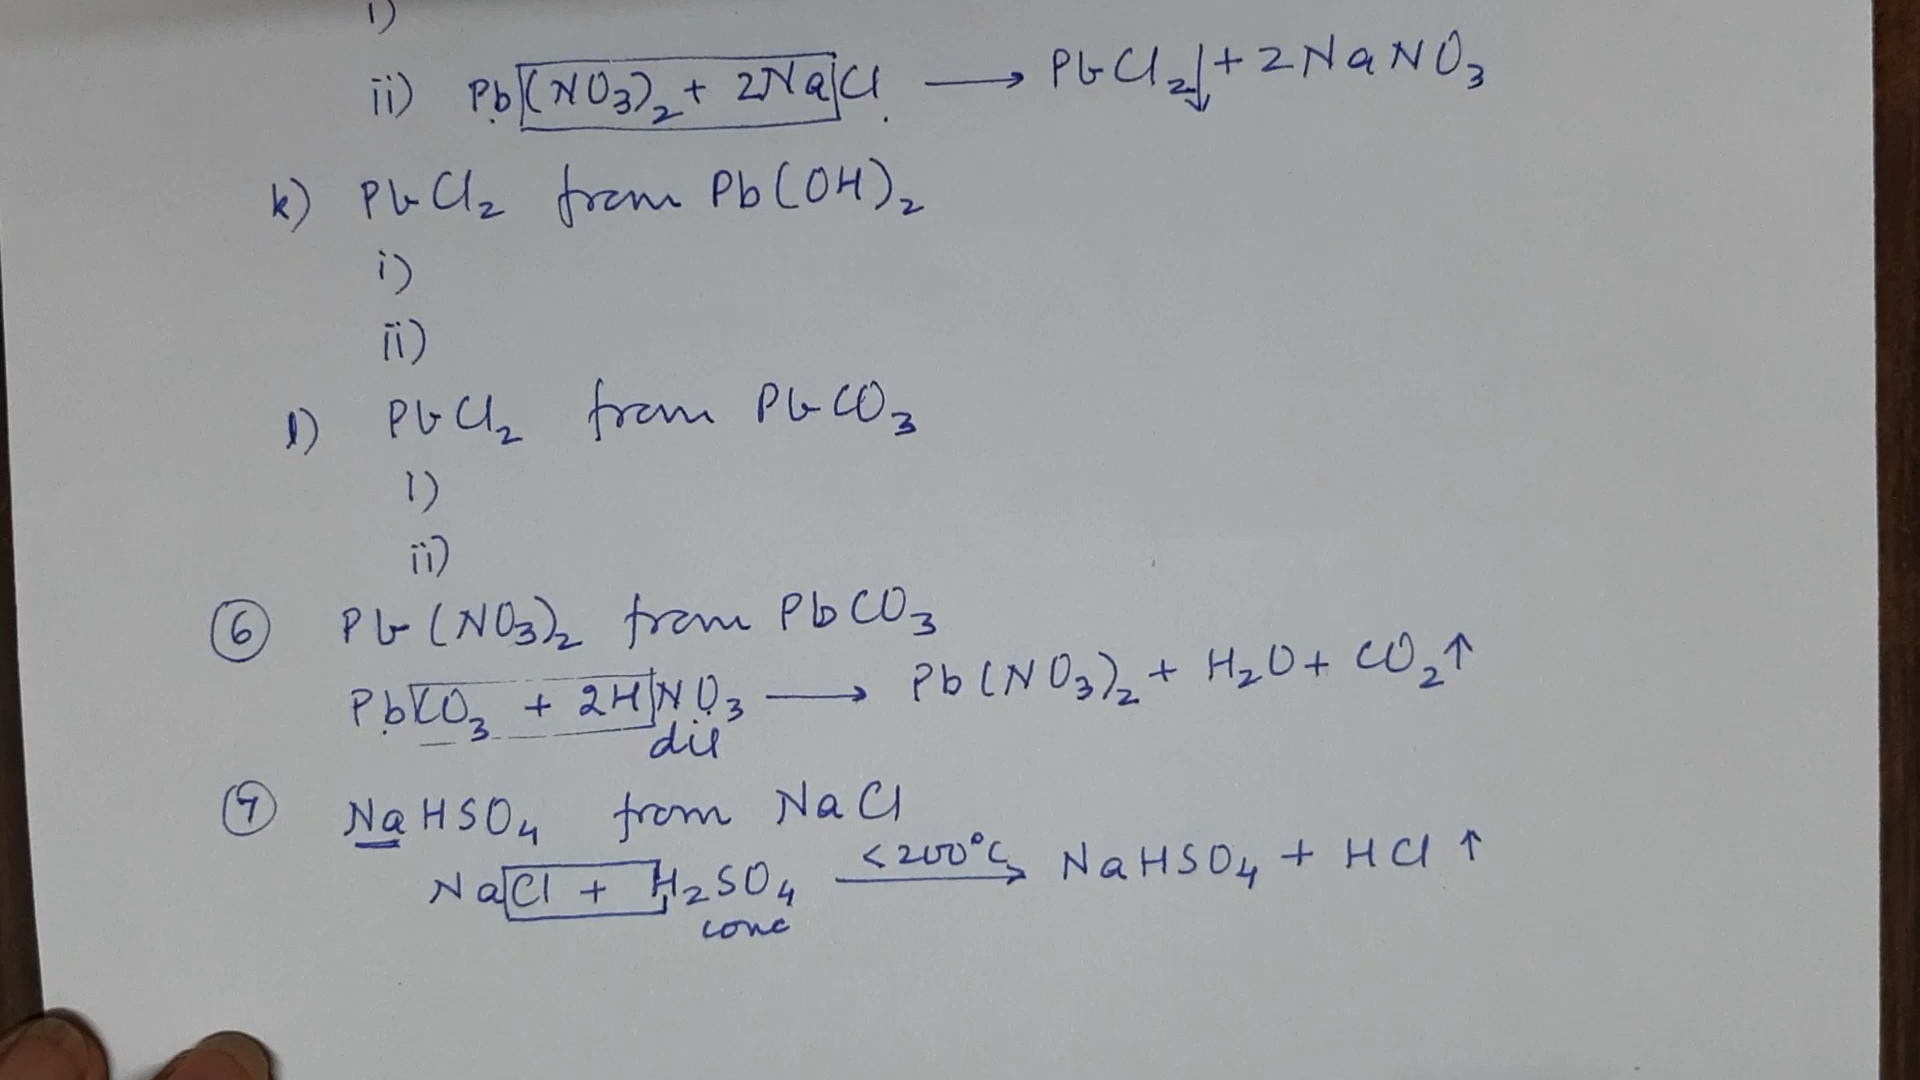 i)
ii) Pb(NO₃)₂ + 2NaCl ⟶ PbCl₂↓ + 2NaNO₃
k) PbCl₂ from Pb(OH)₂
i)
ii)
l) PbCl₂ from PbCO₃
i)
ii)
⑥ Pb(NO₃)₂ from PbCO₃
PbCO₃ + 2HNO₃ ⟶ Pb(NO₃)₂ + H₂O + CO₂↑
dil
⑦ NaHSO₄ from NaCl
<200°C
NaCl + H₂SO₄ ⟶ NaHSO₄ + HCl ↑
conc